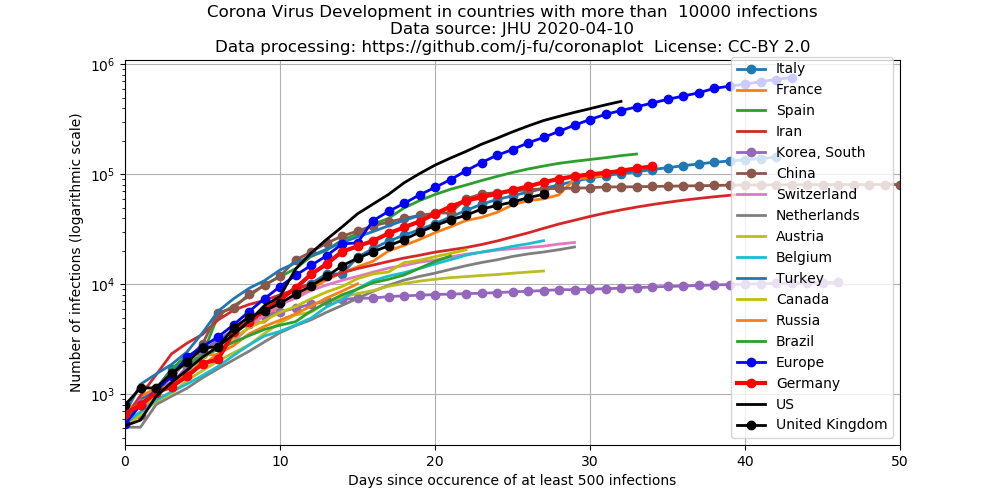 Corona Virus Development in countries with more than  10000 infections
Data source: JHU 2020-04-10
Data processing: https://github.com/j-fu/coronaplot  License: CC-BY 2.0
Number of infections (logarithmic scale)
10⁶
10⁵
10⁴
10³
0 10 20 30 40 50
Days since occurence of at least 500 infections
Italy
France
Spain
Iran
Korea, South
China
Switzerland
Netherlands
Austria
Belgium
Turkey
Canada
Russia
Brazil
Europe
Germany
US
United Kingdom